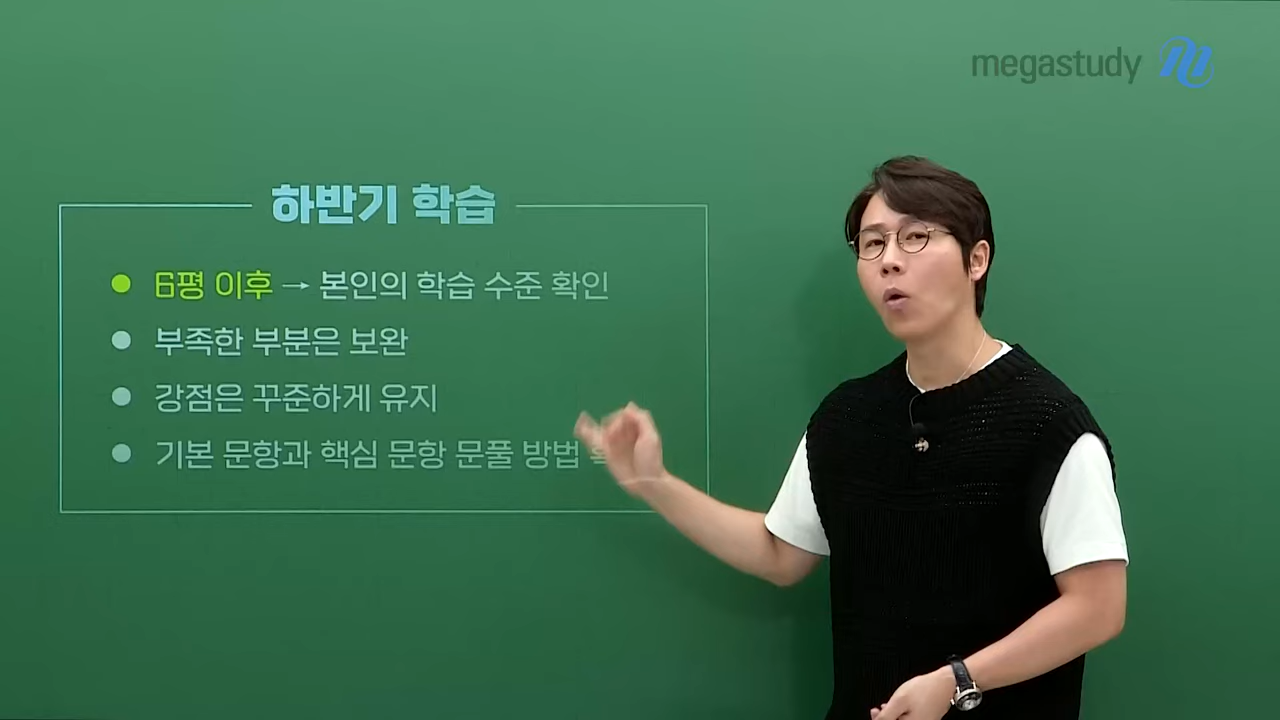 megastudy
하반기 학습
6평 이후 → 본인의 학습 수준 확인
부족한 부분은 보완
강점은 꾸준하게 유지
기본 문항과 핵심 문항 문풀 방법